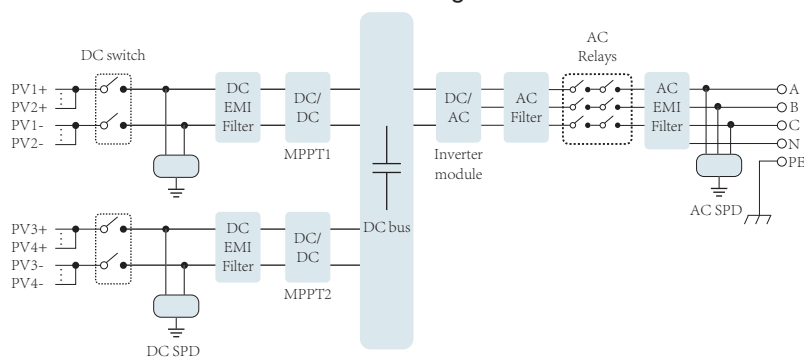 g
DC switch
PV1+
PV2+
PV1-
PV2-
DC
EMI
Filter
DC/
DC
MPPT1
PV3+
PV4+
PV3-
PV4-
DC SPD
DC
EMI
Filter
DC/
DC
MPPT2
DC bus
DC/
AC
Inverter
module
AC
Filter
AC
Relays
AC
EMI
Filter
AC SPD
A
B
C
N
PE